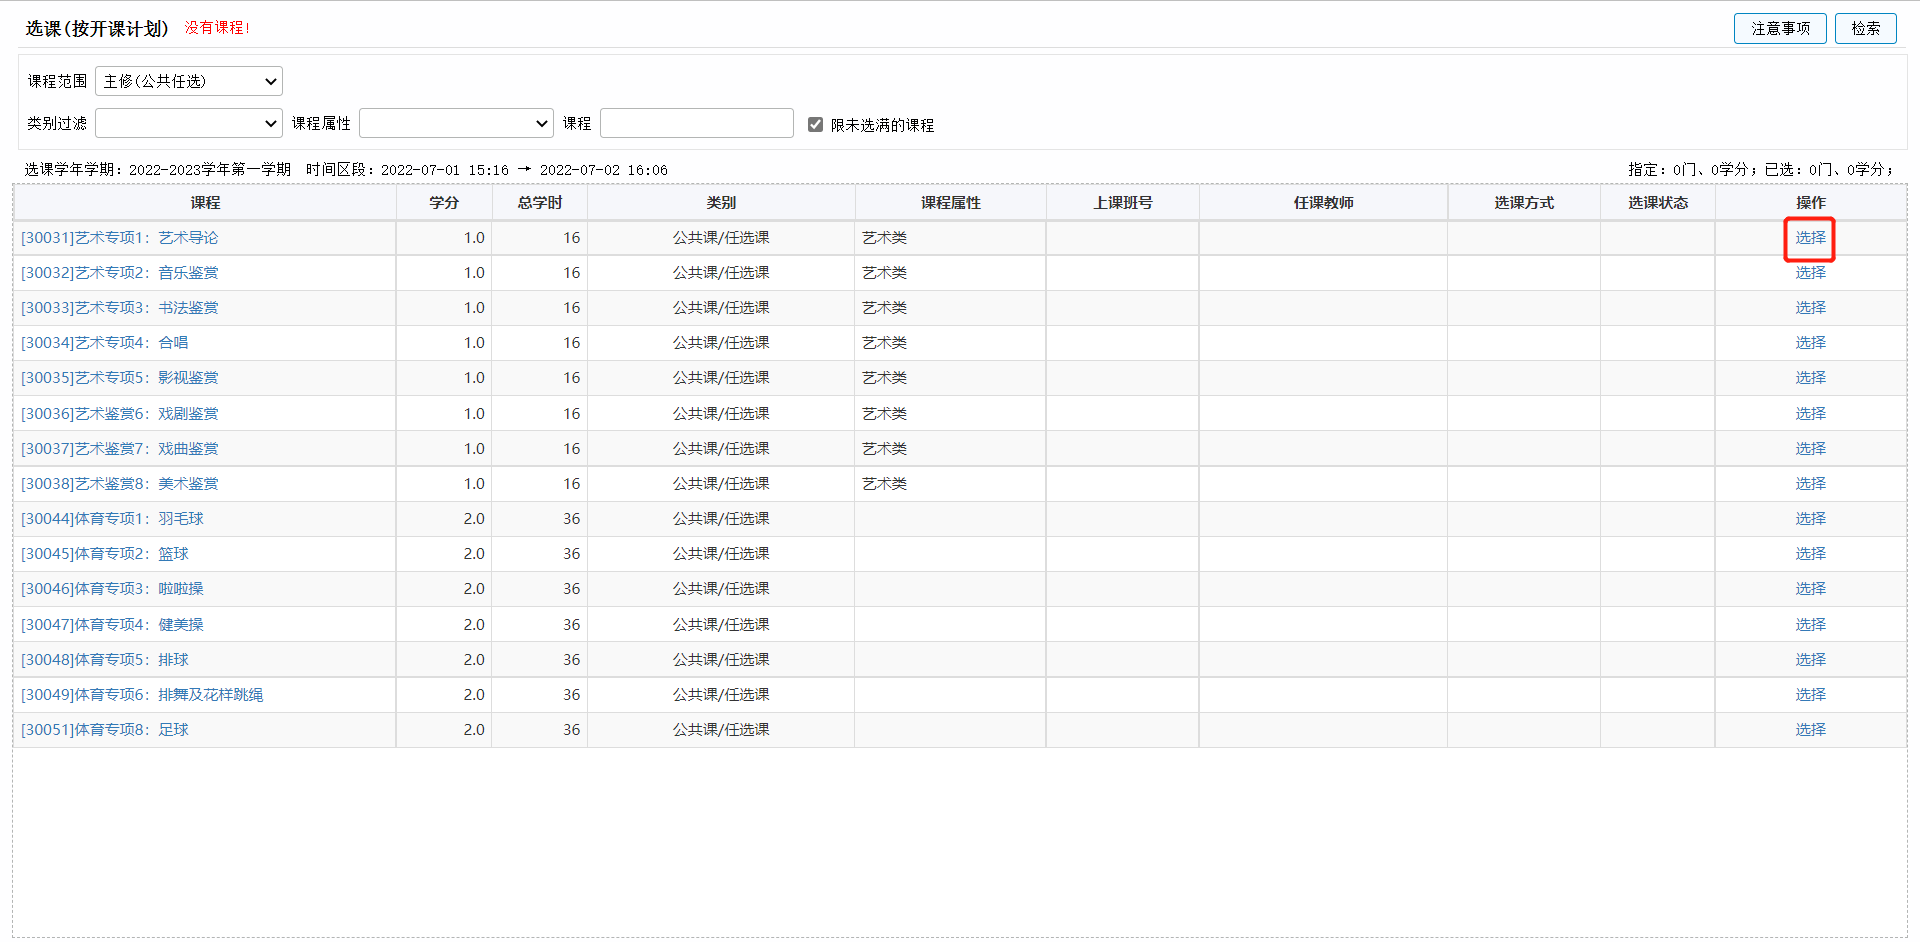 选课(按开课计划) 没有课程! 注意事项 检索
课程范围 主修(公共任选)
类别过滤 课程属性 课程 限未选满的课程
选课学年学期: 2022-2023学年第一学期 时间区段: 2022-07-01 15:16 → 2022-07-02 16:06 指定: 0门、0学分; 已选: 0门、0学分;
课程 学分 总学时 类别 课程属性 上课班号 任课教师 选课方式 选课状态 操作
[30031]艺术专项1：艺术导论 1.0 16 公共课/任选课 艺术类 选择
[30032]艺术专项2：音乐鉴赏 1.0 16 公共课/任选课 艺术类 选择
[30033]艺术专项3：书法鉴赏 1.0 16 公共课/任选课 艺术类 选择
[30034]艺术专项4：合唱 1.0 16 公共课/任选课 艺术类 选择
[30035]艺术专项5：影视鉴赏 1.0 16 公共课/任选课 艺术类 选择
[30036]艺术鉴赏6：戏剧鉴赏 1.0 16 公共课/任选课 艺术类 选择
[30037]艺术鉴赏7：戏曲鉴赏 1.0 16 公共课/任选课 艺术类 选择
[30038]艺术鉴赏8：美术鉴赏 1.0 16 公共课/任选课 艺术类 选择
[30044]体育专项1：羽毛球 2.0 36 公共课/任选课 选择
[30045]体育专项2：篮球 2.0 36 公共课/任选课 选择
[30046]体育专项3：啦啦操 2.0 36 公共课/任选课 选择
[30047]体育专项4：健美操 2.0 36 公共课/任选课 选择
[30048]体育专项5：排球 2.0 36 公共课/任选课 选择
[30049]体育专项6：排舞及花样跳绳 2.0 36 公共课/任选课 选择
[30051]体育专项8：足球 2.0 36 公共课/任选课 选择